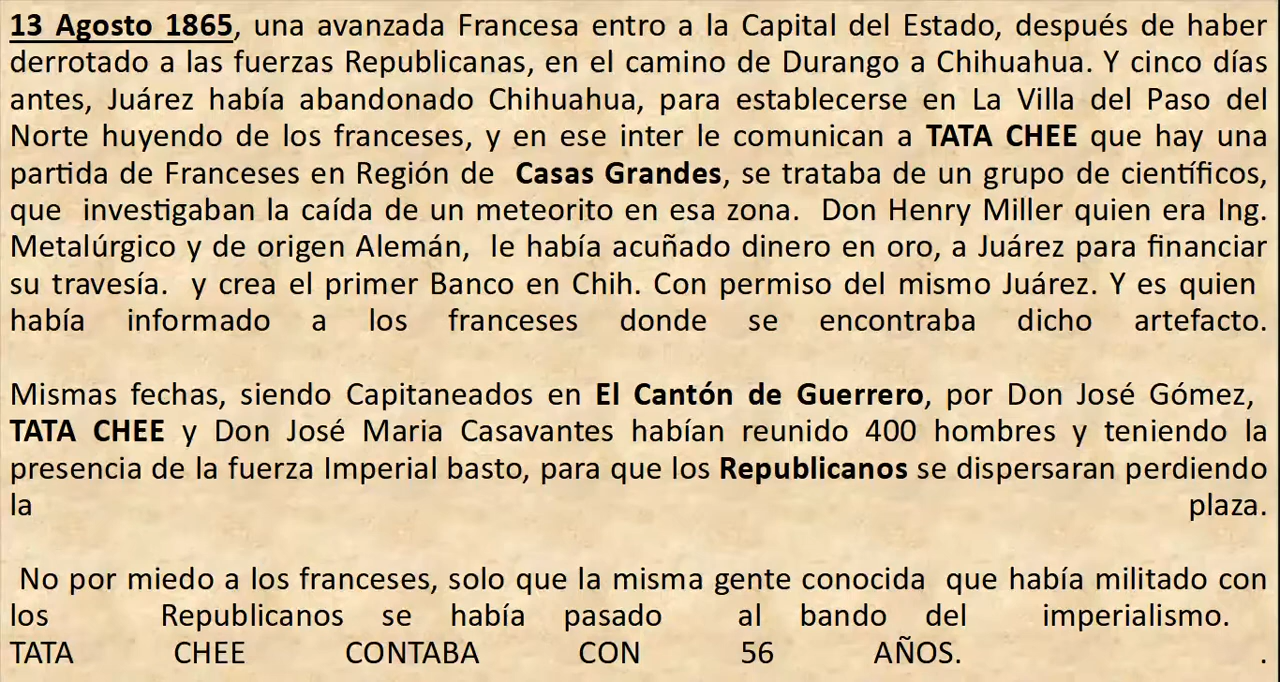 13 Agosto 1865, una avanzada Francesa entro a la Capital del Estado, después de haber
derrotado a las fuerzas Republicanas, en el camino de Durango a Chihuahua. Y cinco días
antes, Juárez había abandonado Chihuahua, para establecerse en La Villa del Paso del
Norte huyendo de los franceses, y en ese inter le comunican a TATA CHEE que hay una
partida de Franceses en Región de Casas Grandes, se trataba de un grupo de científicos,
que investigaban la caída de un meteorito en esa zona. Don Henry Miller quien era Ing.
Metalúrgico y de origen Alemán, le había acuñado dinero en oro, a Juárez para financiar
su travesía. y crea el primer Banco en Chih. Con permiso del mismo Juárez. Y es quien
había informado a los franceses donde se encontraba dicho artefacto.
Mismas fechas, siendo Capitaneados en El Cantón de Guerrero, por Don José Gómez,
TATA CHEE y Don José Maria Casavantes habían reunido 400 hombres y teniendo la
presencia de la fuerza Imperial basto, para que los Republicanos se dispersaran perdiendo
la plaza.
No por miedo a los franceses, solo que la misma gente conocida que había militado con
los Republicanos se había pasado al bando del imperialismo.
TATA CHEE CONTABA CON 56 AÑOS. .